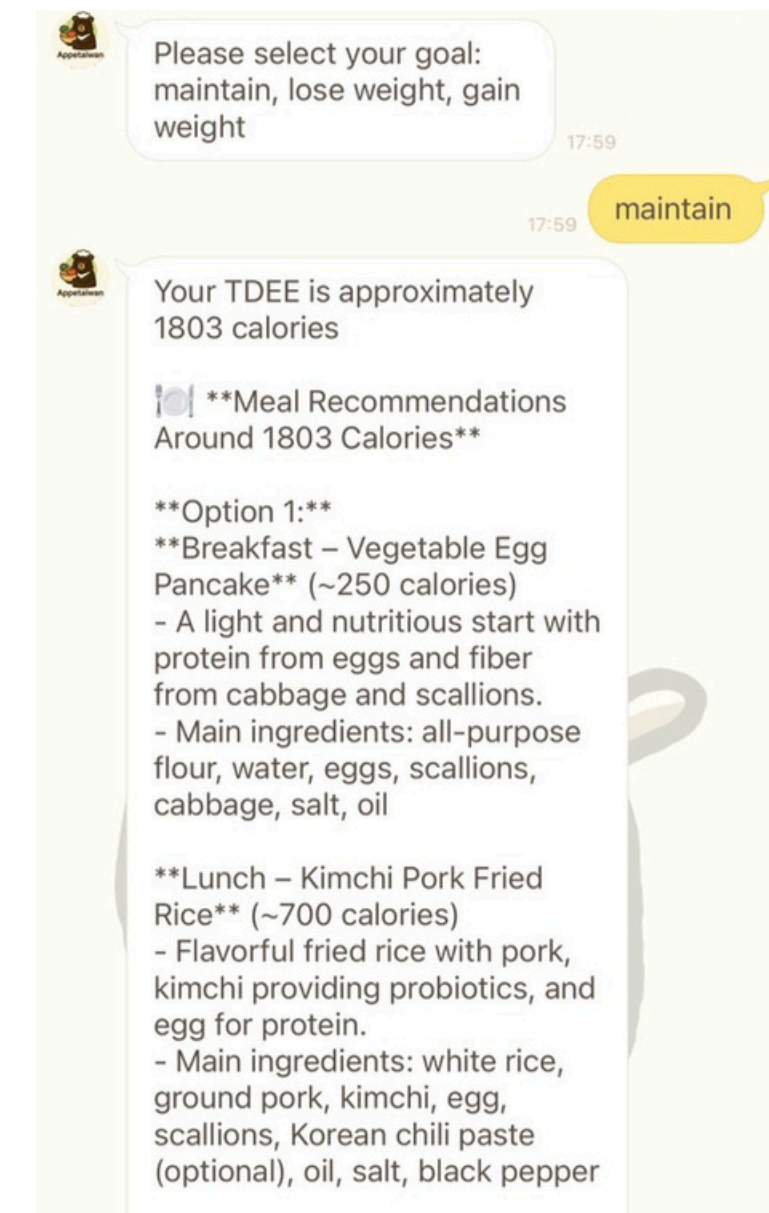 Appetaiwan
Please select your goal:
maintain, lose weight, gain
weight
17:59
maintain
17:59
Appetaiwan
Your TDEE is approximately
1803 calories
🍽️ **Meal Recommendations
Around 1803 Calories**
**Option 1:**
**Breakfast – Vegetable Egg
Pancake** (~250 calories)
- A light and nutritious start with
protein from eggs and fiber
from cabbage and scallions.
- Main ingredients: all-purpose
flour, water, eggs, scallions,
cabbage, salt, oil
**Lunch – Kimchi Pork Fried
Rice** (~700 calories)
- Flavorful fried rice with pork,
kimchi providing probiotics, and
egg for protein.
- Main ingredients: white rice,
ground pork, kimchi, egg,
scallions, Korean chili paste
(optional), oil, salt, black pepper